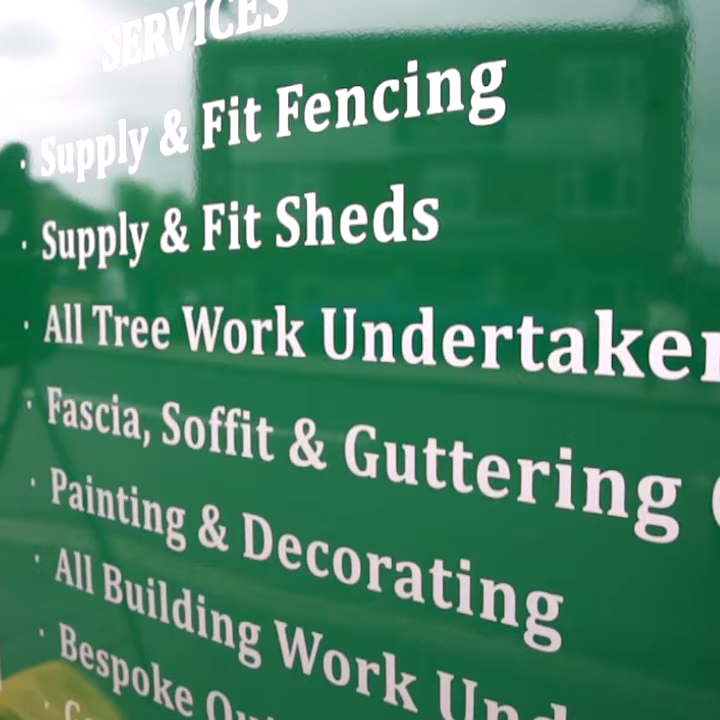 SERVICES
· Supply & Fit Fencing
· Supply & Fit Sheds
· All Tree Work Undertaken
· Fascia, Soffit & Guttering
· Painting & Decorating
· All Building Work
· Bespoke